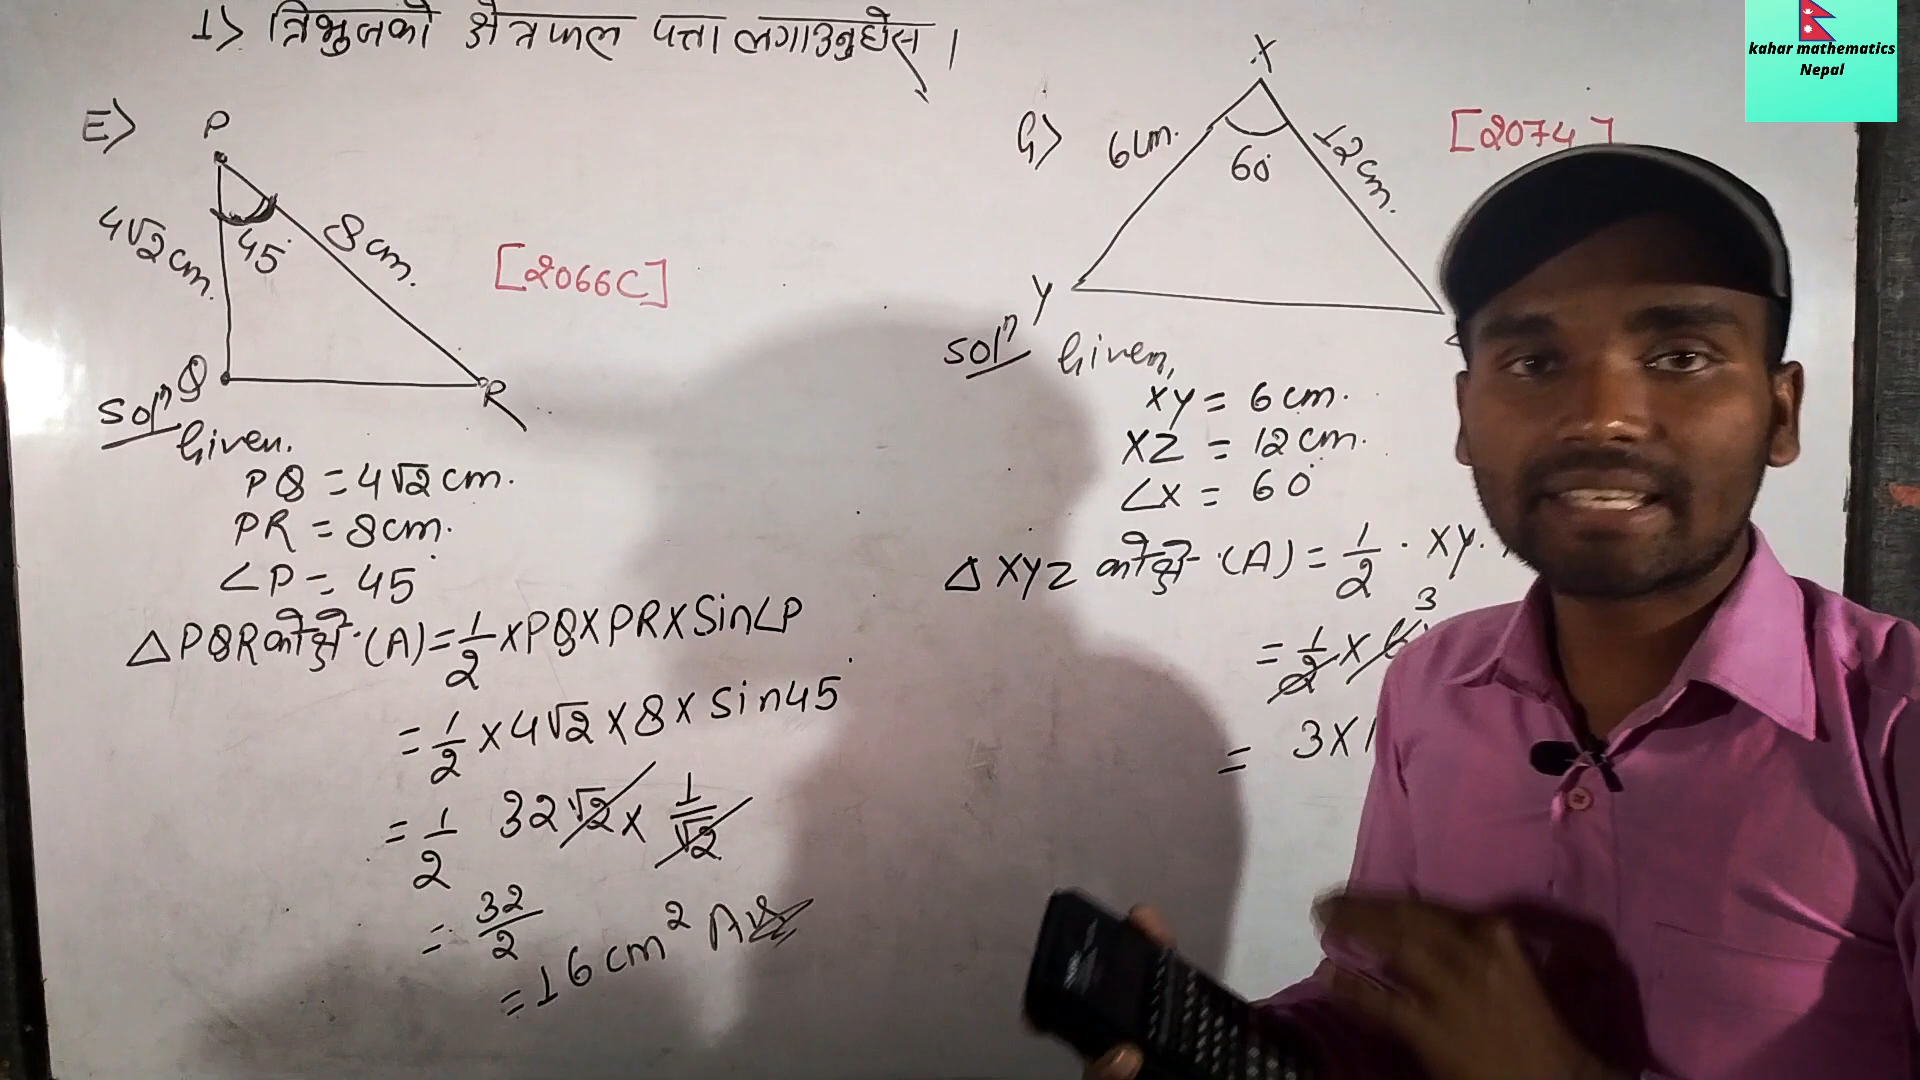 1> त्रिभुजको क्षेत्रफल पत्ता लगाउनुहोस् ।
kahar mathematics
Nepal
E>
P
4√2 cm.
45°
8 cm.
[2066C]
Q
R
Solⁿ
Given.
PQ = 4√2 cm.
PR = 8cm.
∠P = 45°
△PQR को क्षे. (A) = 1/2 × PQ × PR × Sin∠P
= 1/2 × 4√2 × 8 × Sin45
= 1/2 32√2 × 1/√2
= 32/2
= 16 cm²
G>
X
6cm.
60°
12cm.
[2074]
Y
Solⁿ Given,
XY = 6 cm.
XZ = 12 cm.
∠X = 60°
△XYZ को क्षे. (A) = 1/2 · XY ·
3
= 1/2 × 6
= 3×1